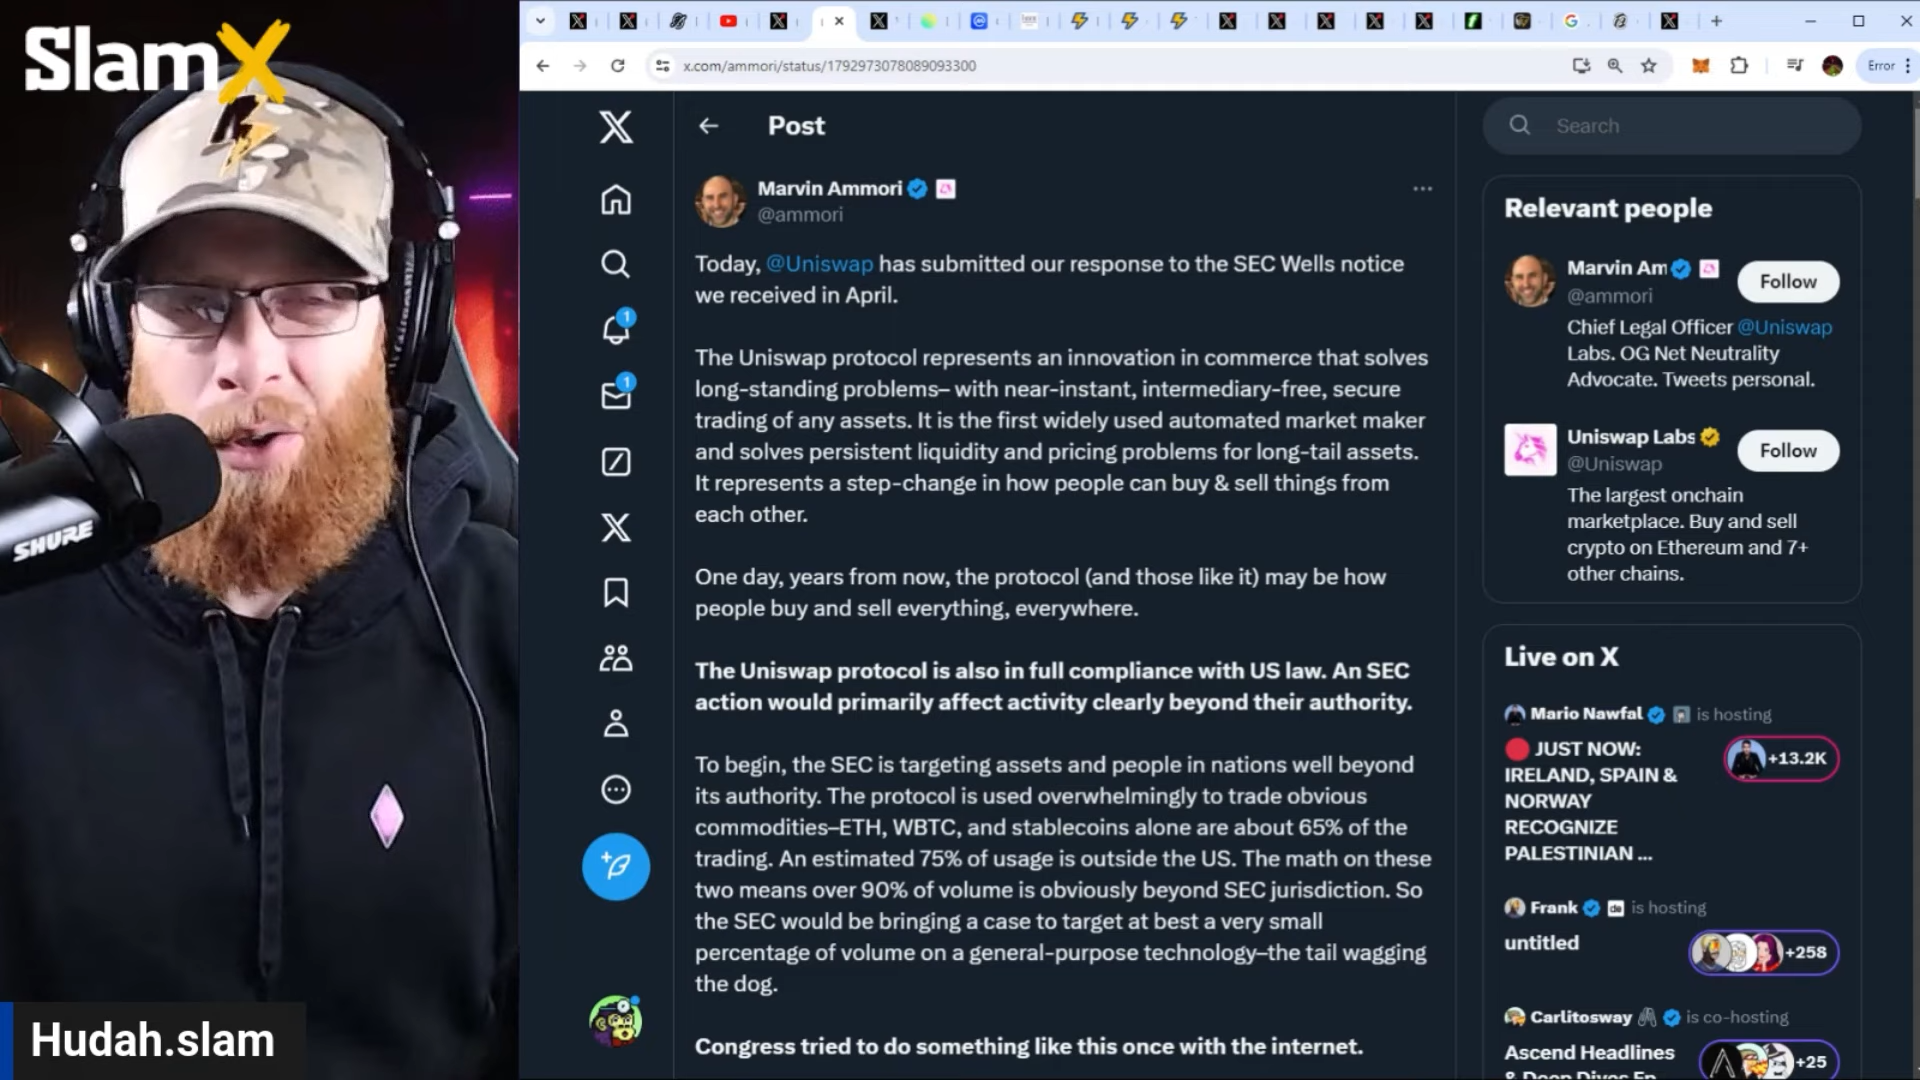 SlamX
SHURE
Hudah.slam
x.com/ammori/status/1792973078089093300
Error
Post
Marvin Ammori
@ammori
Today, @Uniswap has submitted our response to the SEC Wells notice
we received in April.
The Uniswap protocol represents an innovation in commerce that solves
long-standing problems– with near-instant, intermediary-free, secure
trading of any assets. It is the first widely used automated market maker
and solves persistent liquidity and pricing problems for long-tail assets.
It represents a step-change in how people can buy & sell things from
each other.
One day, years from now, the protocol (and those like it) may be how
people buy and sell everything, everywhere.
The Uniswap protocol is also in full compliance with US law. An SEC
action would primarily affect activity clearly beyond their authority.
To begin, the SEC is targeting assets and people in nations well beyond
its authority. The protocol is used overwhelmingly to trade obvious
commodities–ETH, WBTC, and stablecoins alone are about 65% of the
trading. An estimated 75% of usage is outside the US. The math on these
two means over 90% of volume is obviously beyond SEC jurisdiction. So
the SEC would be bringing a case to target at best a very small
percentage of volume on a general-purpose technology–the tail wagging
the dog.
Congress tried to do something like this once with the internet.
1
1
Search
Relevant people
Marvin Am
Follow
@ammori
Chief Legal Officer @Uniswap
Labs. OG Net Neutrality
Advocate. Tweets personal.
Uniswap Labs
Follow
@Uniswap
The largest onchain
marketplace. Buy and sell
crypto on Ethereum and 7+
other chains.
Live on X
Mario Nawfal is hosting
JUST NOW:
IRELAND, SPAIN &
NORWAY
RECOGNIZE
PALESTINIAN ...
+13.2K
Frank de is hosting
untitled
+258
Carlitosway is co-hosting
Ascend Headlines
& Deep Dives Ep
+25